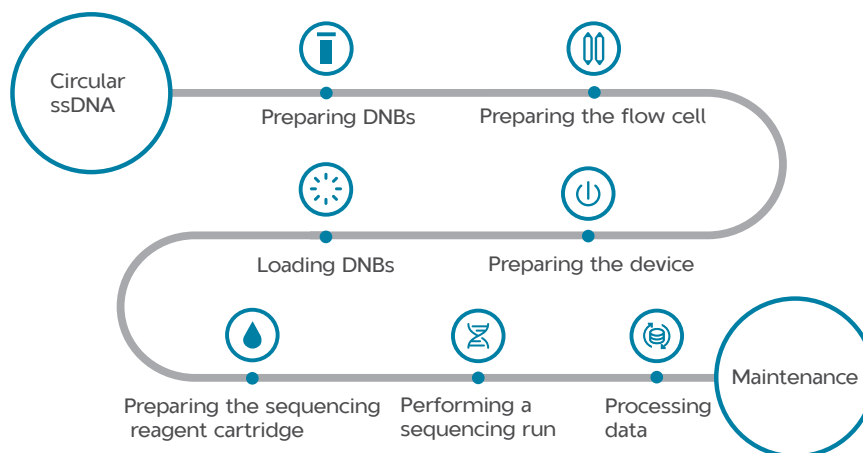 Circular
ssDNA
Preparing DNBs
Preparing the flow cell
Loading DNBs
Preparing the device
Preparing the sequencing
reagent cartridge
Performing a
sequencing run
Processing
data
Maintenance